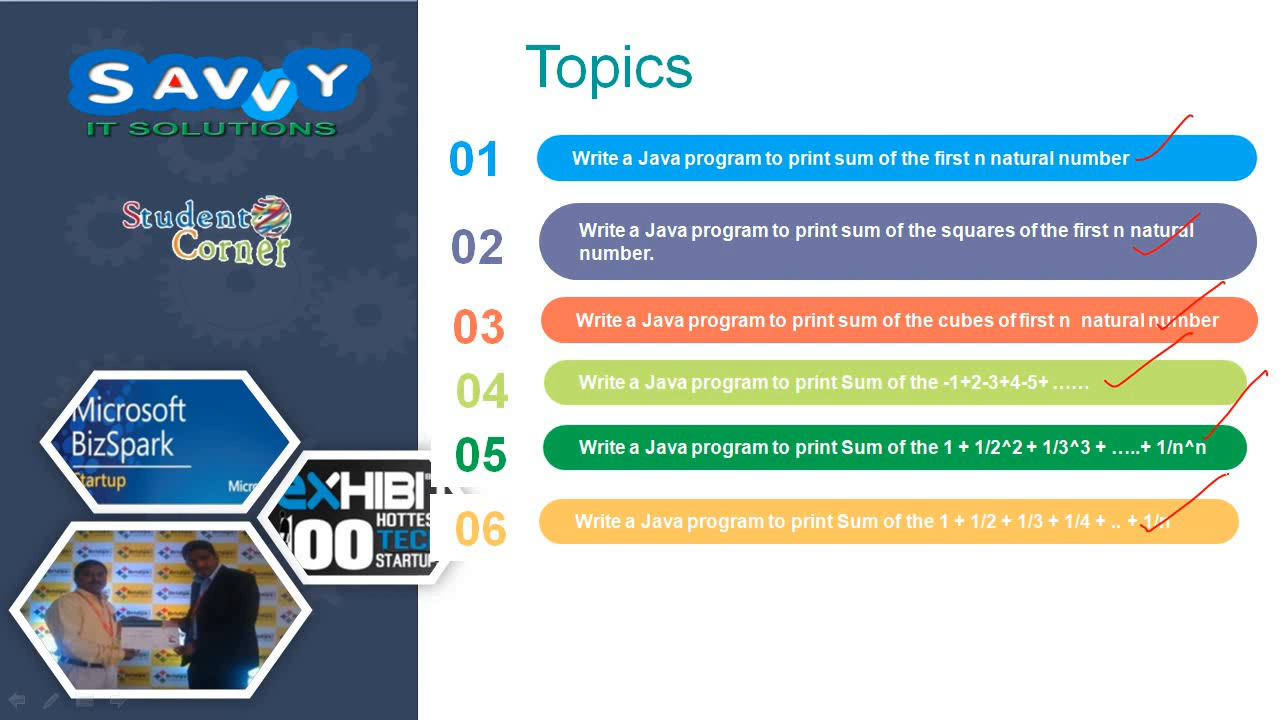 SAVVY
IT SOLUTIONS
Student
Corner
Microsoft
BizSpark
Startup
Micr
eXHIBIT
100
HOTTES
TEC
STARTUP
Topics
01
Write a Java program to print sum of the first n natural number
02
Write a Java program to print sum of the squares of the first n natural
number.
03
Write a Java program to print sum of the cubes of first n natural number
04
Write a Java program to print Sum of the -1+2-3+4-5+ ......
05
Write a Java program to print Sum of the 1 + 1/2^2 + 1/3^3 + .....+ 1/n^n
06
Write a Java program to print Sum of the 1 + 1/2 + 1/3 + 1/4 + .. + 1/n